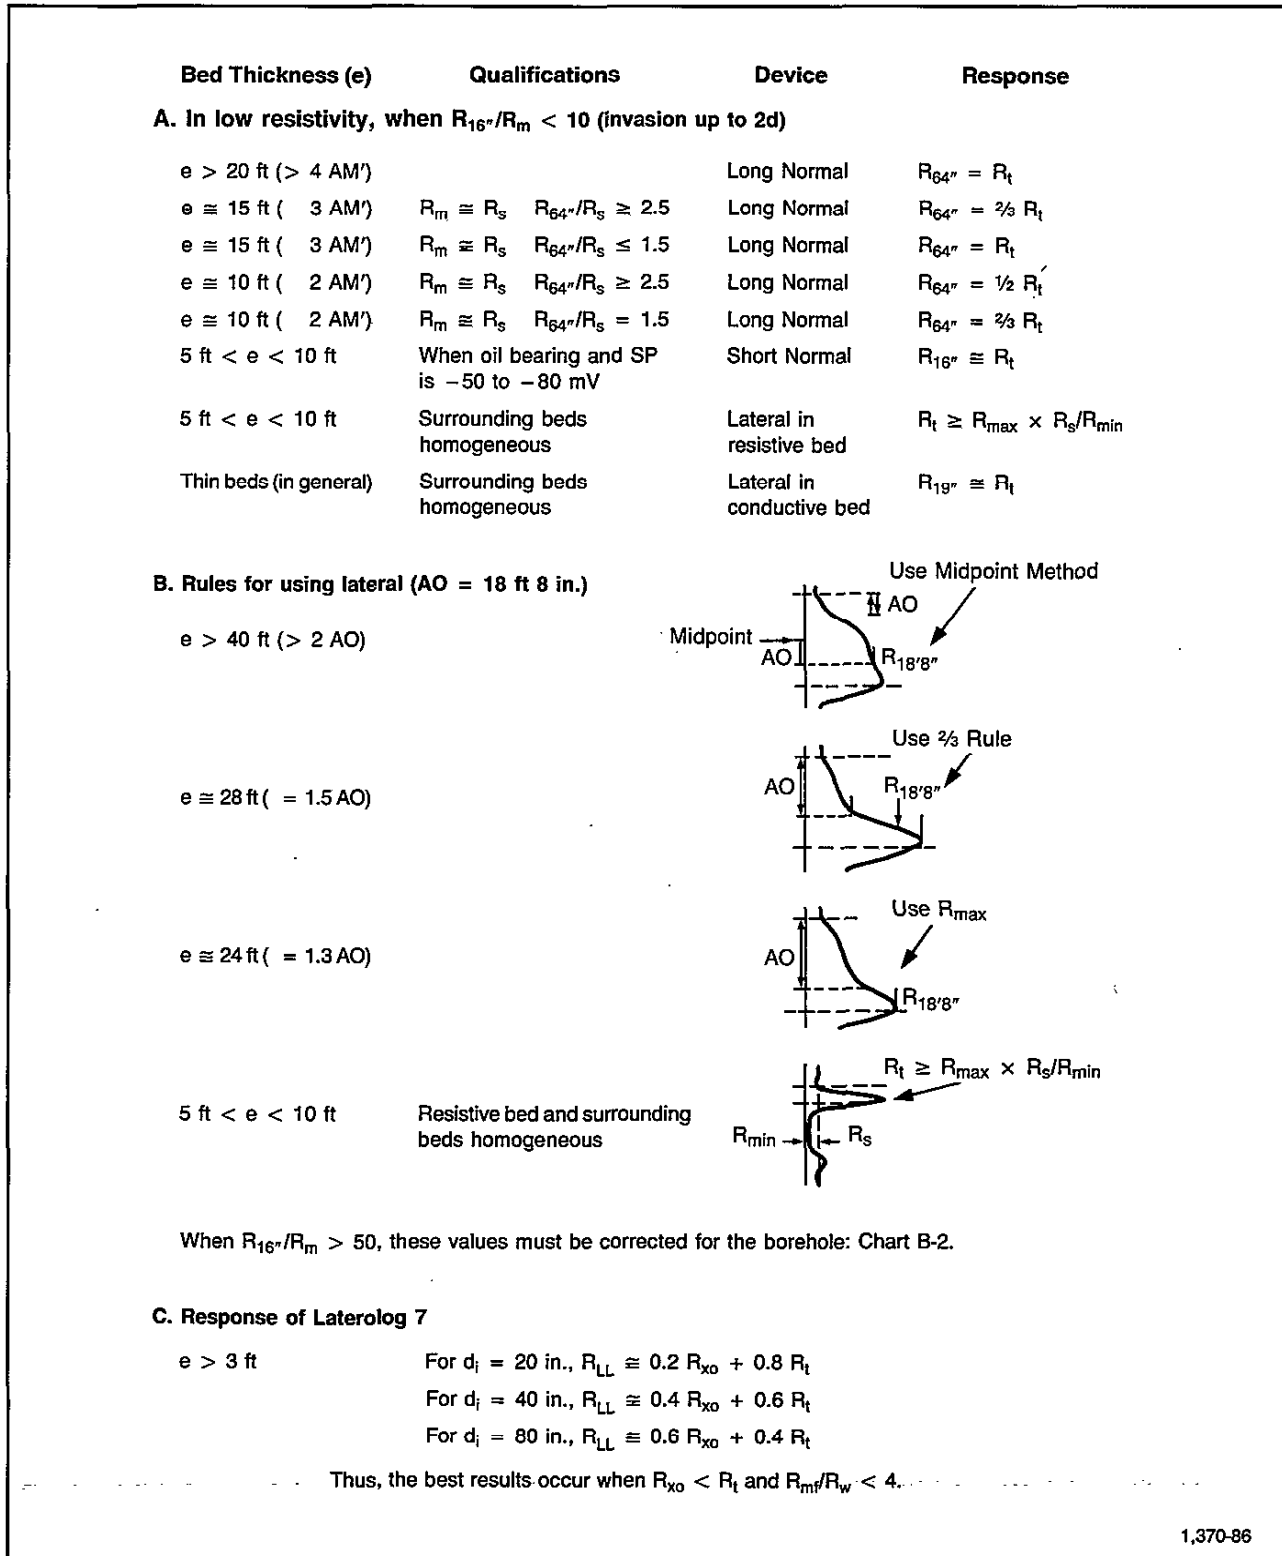 Bed Thickness (e) Qualifications Device Response
A. In low resistivity, when R16″/Rm < 10 (invasion up to 2d)
e > 20 ft (> 4 AM′) Long Normal R64″ = Rt
e ≅ 15 ft ( 3 AM′) Rm ≅ Rs R64″/Rs ≥ 2.5 Long Normal R64″ = ⅔ Rt
e ≅ 15 ft ( 3 AM′) Rm ≅ Rs R64″/Rs ≤ 1.5 Long Normal R64″ = Rt
e ≅ 10 ft ( 2 AM′) Rm ≅ Rs R64″/Rs ≥ 2.5 Long Normal R64″ = ½ Rt
e ≅ 10 ft ( 2 AM′) Rm ≅ Rs R64″/Rs = 1.5 Long Normal R64″ = ⅔ Rt
5 ft < e < 10 ft When oil bearing and SP Short Normal R16″ ≅ Rt
is −50 to −80 mV
5 ft < e < 10 ft Surrounding beds Lateral in Rt ≥ Rmax × Rs/Rmin
homogeneous resistive bed
Thin beds (in general) Surrounding beds Lateral in R19″ ≅ Rt
homogeneous conductive bed
B. Rules for using lateral (AO = 18 ft 8 in.)
Use Midpoint Method
AO
e > 40 ft (> 2 AO) Midpoint
AO R18′8″
Use ⅔ Rule
e ≅ 28 ft ( = 1.5 AO) AO R18′8″
Use Rmax
e ≅ 24 ft ( = 1.3 AO) AO
R18′8″
Rt ≥ Rmax × Rs/Rmin
5 ft < e < 10 ft Resistive bed and surrounding
beds homogeneous Rmin Rs
When R16″/Rm > 50, these values must be corrected for the borehole: Chart B-2.
C. Response of Laterolog 7
e > 3 ft For di = 20 in., RLL ≅ 0.2 Rxo + 0.8 Rt
For di = 40 in., RLL ≅ 0.4 Rxo + 0.6 Rt
For di = 80 in., RLL ≅ 0.6 Rxo + 0.4 Rt
Thus, the best results occur when Rxo < Rt and Rmf/Rw < 4.
1,370-86